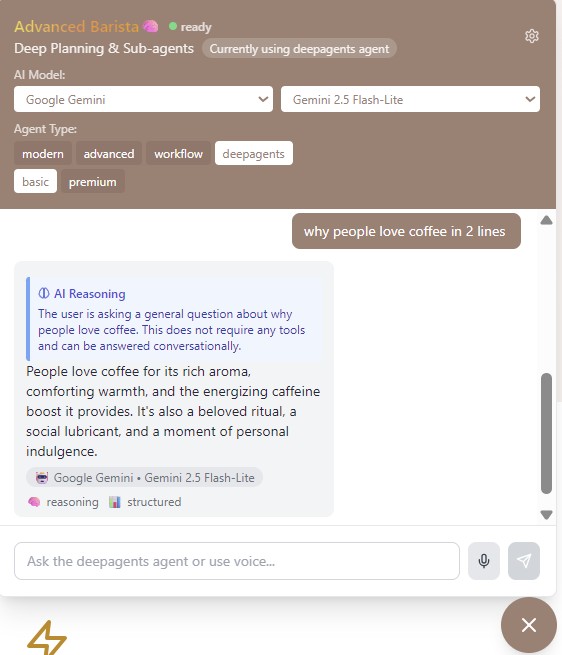 Advanced Barista🧠 ready
Deep Planning & Sub-agents Currently using deepagents agent
AI Model:
Google Gemini Gemini 2.5 Flash-Lite
Agent Type:
modern advanced workflow deepagents
basic premium
why people love coffee in 2 lines
AI Reasoning
The user is asking a general question about why
people love coffee. This does not require any tools
and can be answered conversationally.
People love coffee for its rich aroma,
comforting warmth, and the energizing caffeine
boost it provides. It's also a beloved ritual, a
social lubricant, and a moment of personal
indulgence.
Google Gemini • Gemini 2.5 Flash-Lite
reasoning structured
Ask the deepagents agent or use voice...